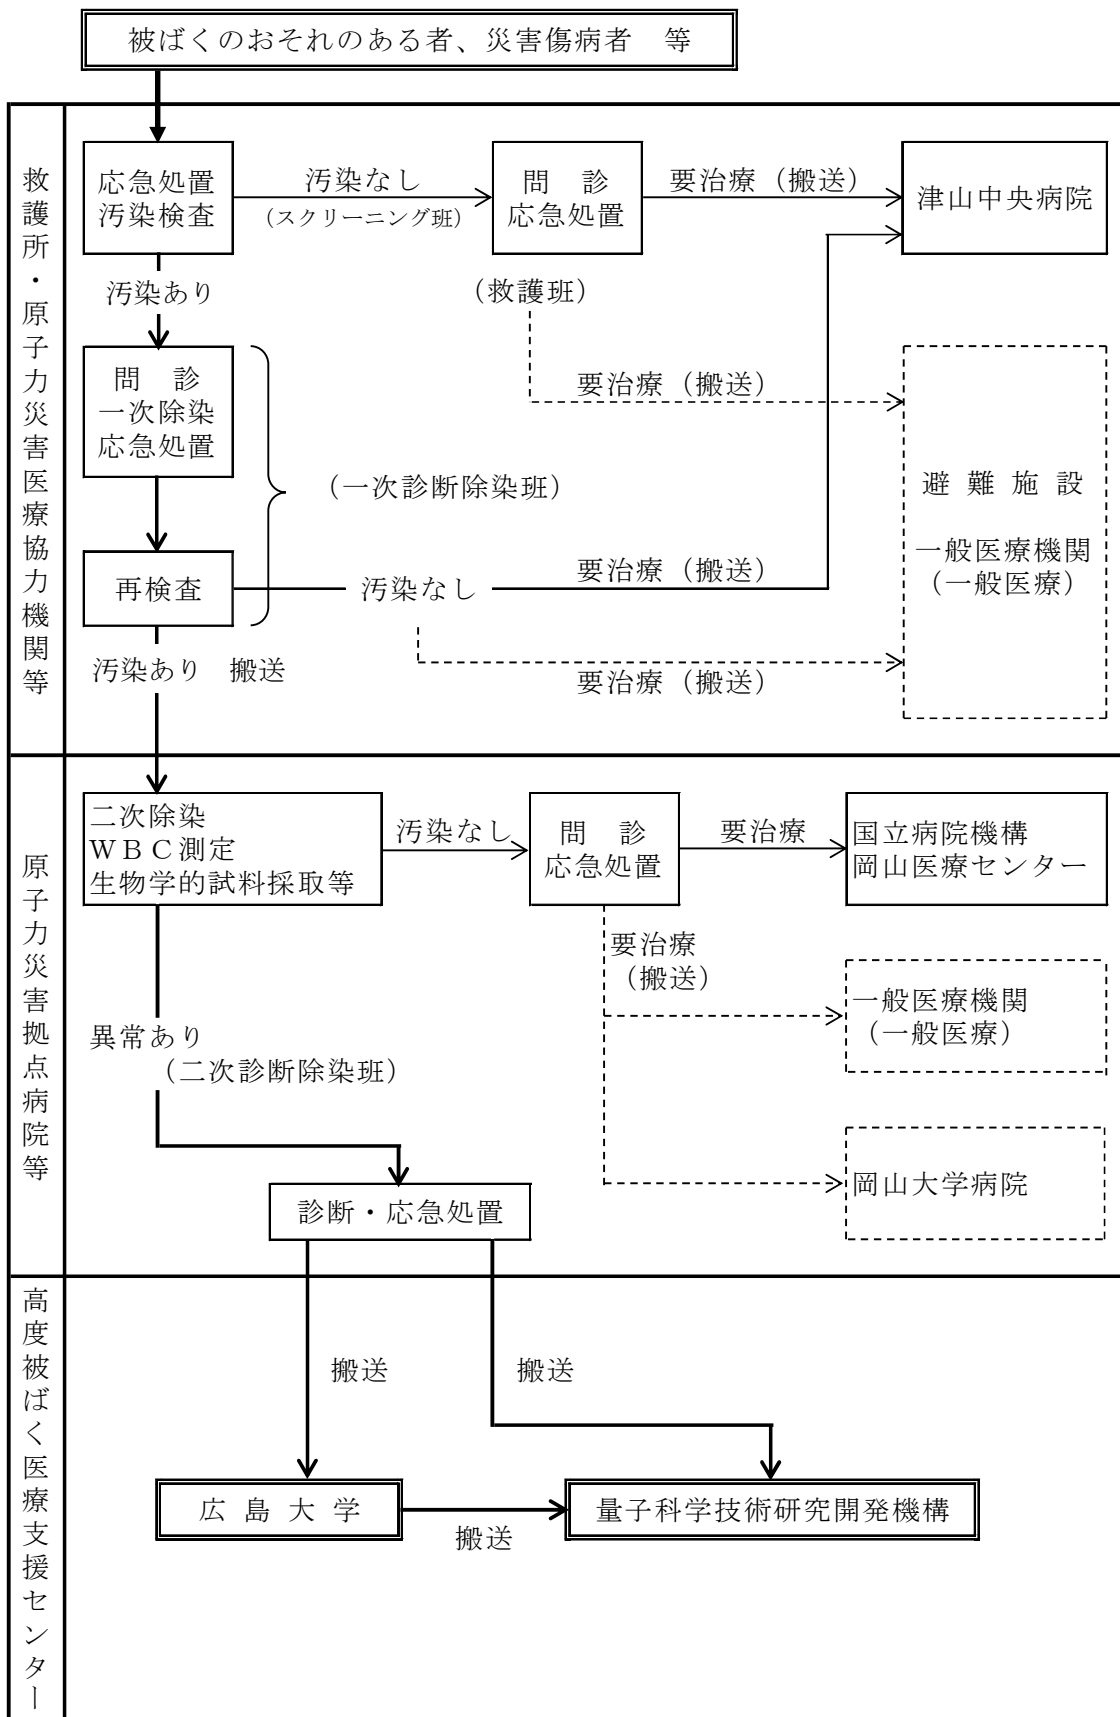 被ばくのおそれのある者、災害傷病者　等
救護所・原子力災害医療協力機関等
応急処置
汚染検査
汚染なし
（スクリーニング班）
問　診
応急処置
要治療（搬送）
津山中央病院
汚染あり
（救護班）
問　診
一次除染
応急処置
要治療（搬送）
（一次診断除染班）
避 難 施 設
一般医療機関
（一般医療）
再検査
汚染なし
要治療（搬送）
汚染あり　搬送
要治療（搬送）
原子力災害拠点病院等
二次除染
ＷＢＣ測定
生物学的試料採取等
汚染なし
問　診
応急処置
要治療
国立病院機構
岡山医療センター
要治療
（搬送）
一般医療機関
（一般医療）
異常あり
（二次診断除染班）
岡山大学病院
診断・応急処置
高度被ばく医療支援センター
搬送
搬送
広 島 大 学
搬送
量子科学技術研究開発機構